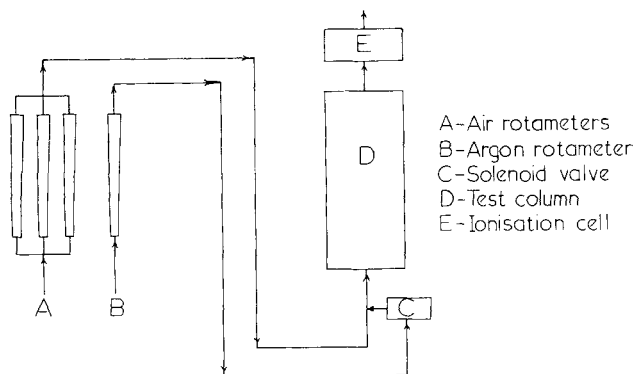 E
D
A-Air rotameters
B-Argon rotameter
C-Solenoid valve
D-Test column
E-Ionisation cell
A
B
C